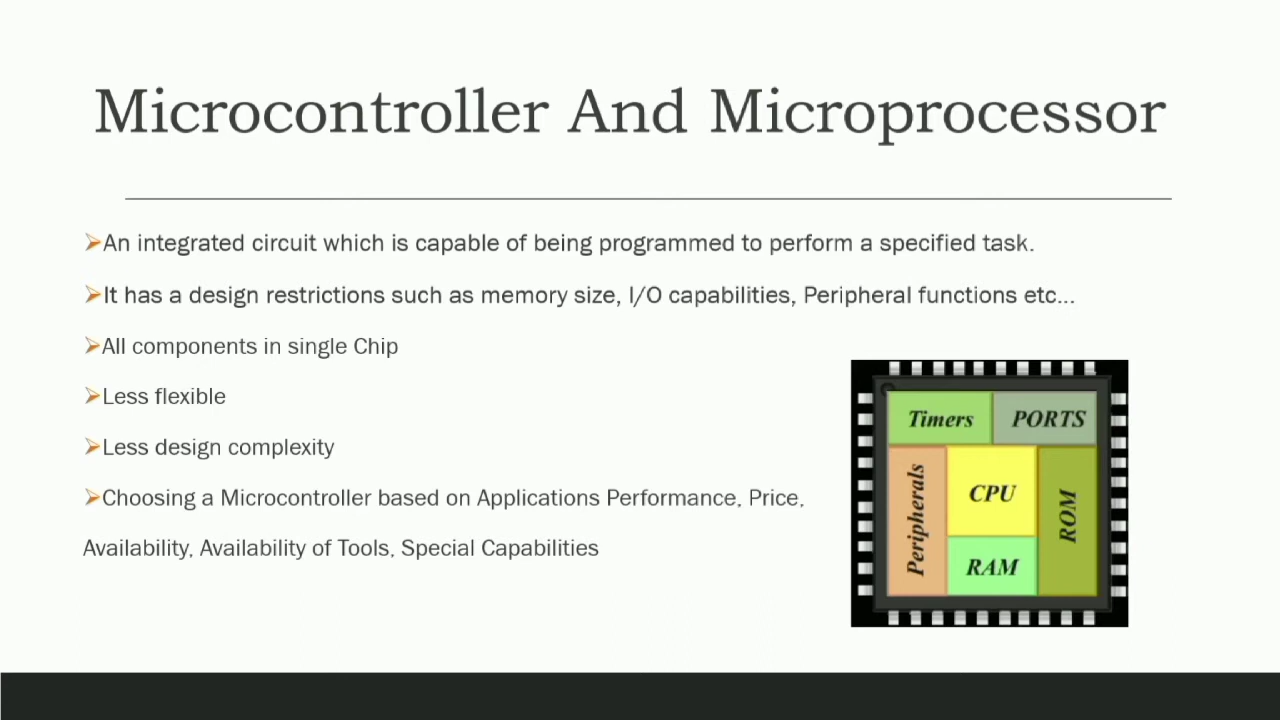 Microcontroller And Microprocessor
➢An integrated circuit which is capable of being programmed to perform a specified task.
➢It has a design restrictions such as memory size, I/O capabilities, Peripheral functions etc...
➢All components in single Chip
➢Less flexible
➢Less design complexity
➢Choosing a Microcontroller based on Applications Performance, Price,
Availability, Availability of Tools, Special Capabilities
Timers PORTS
Peripherals
CPU
ROM
RAM